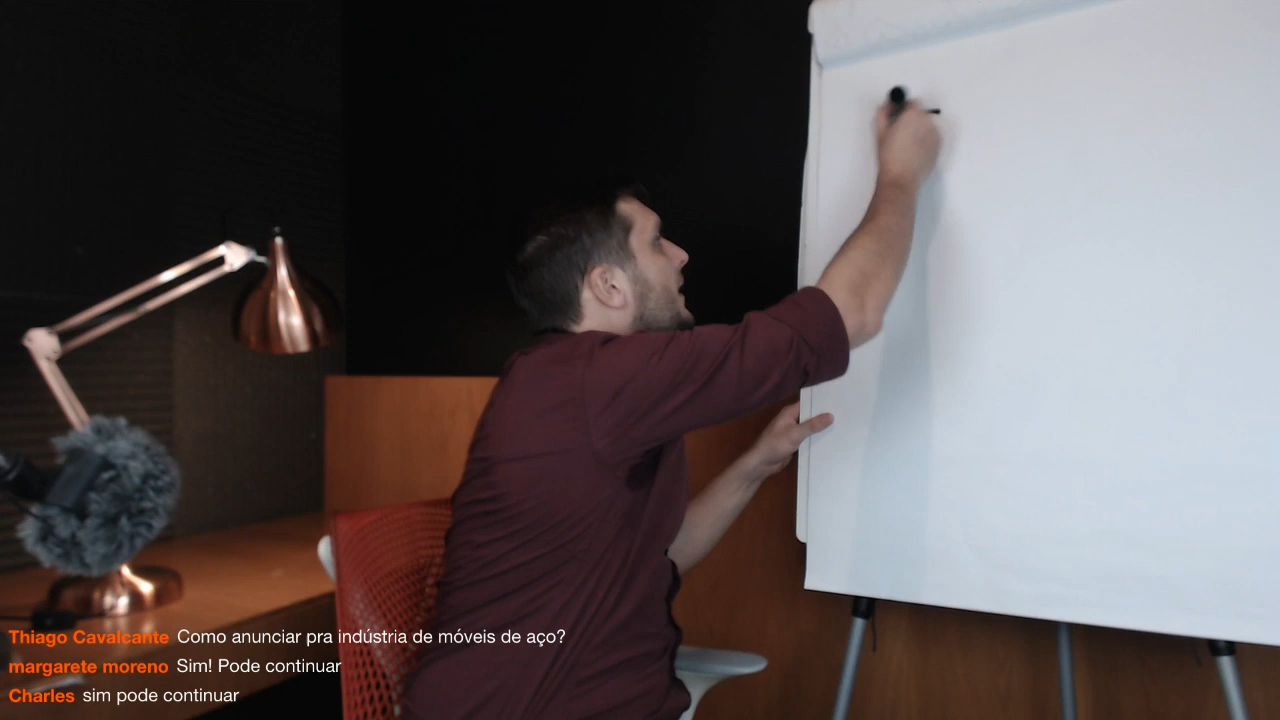 Thiago Cavalcante Como anunciar pra indústria de móveis de aço?
margarete moreno Sim! Pode continuar
Charles sim pode continuar